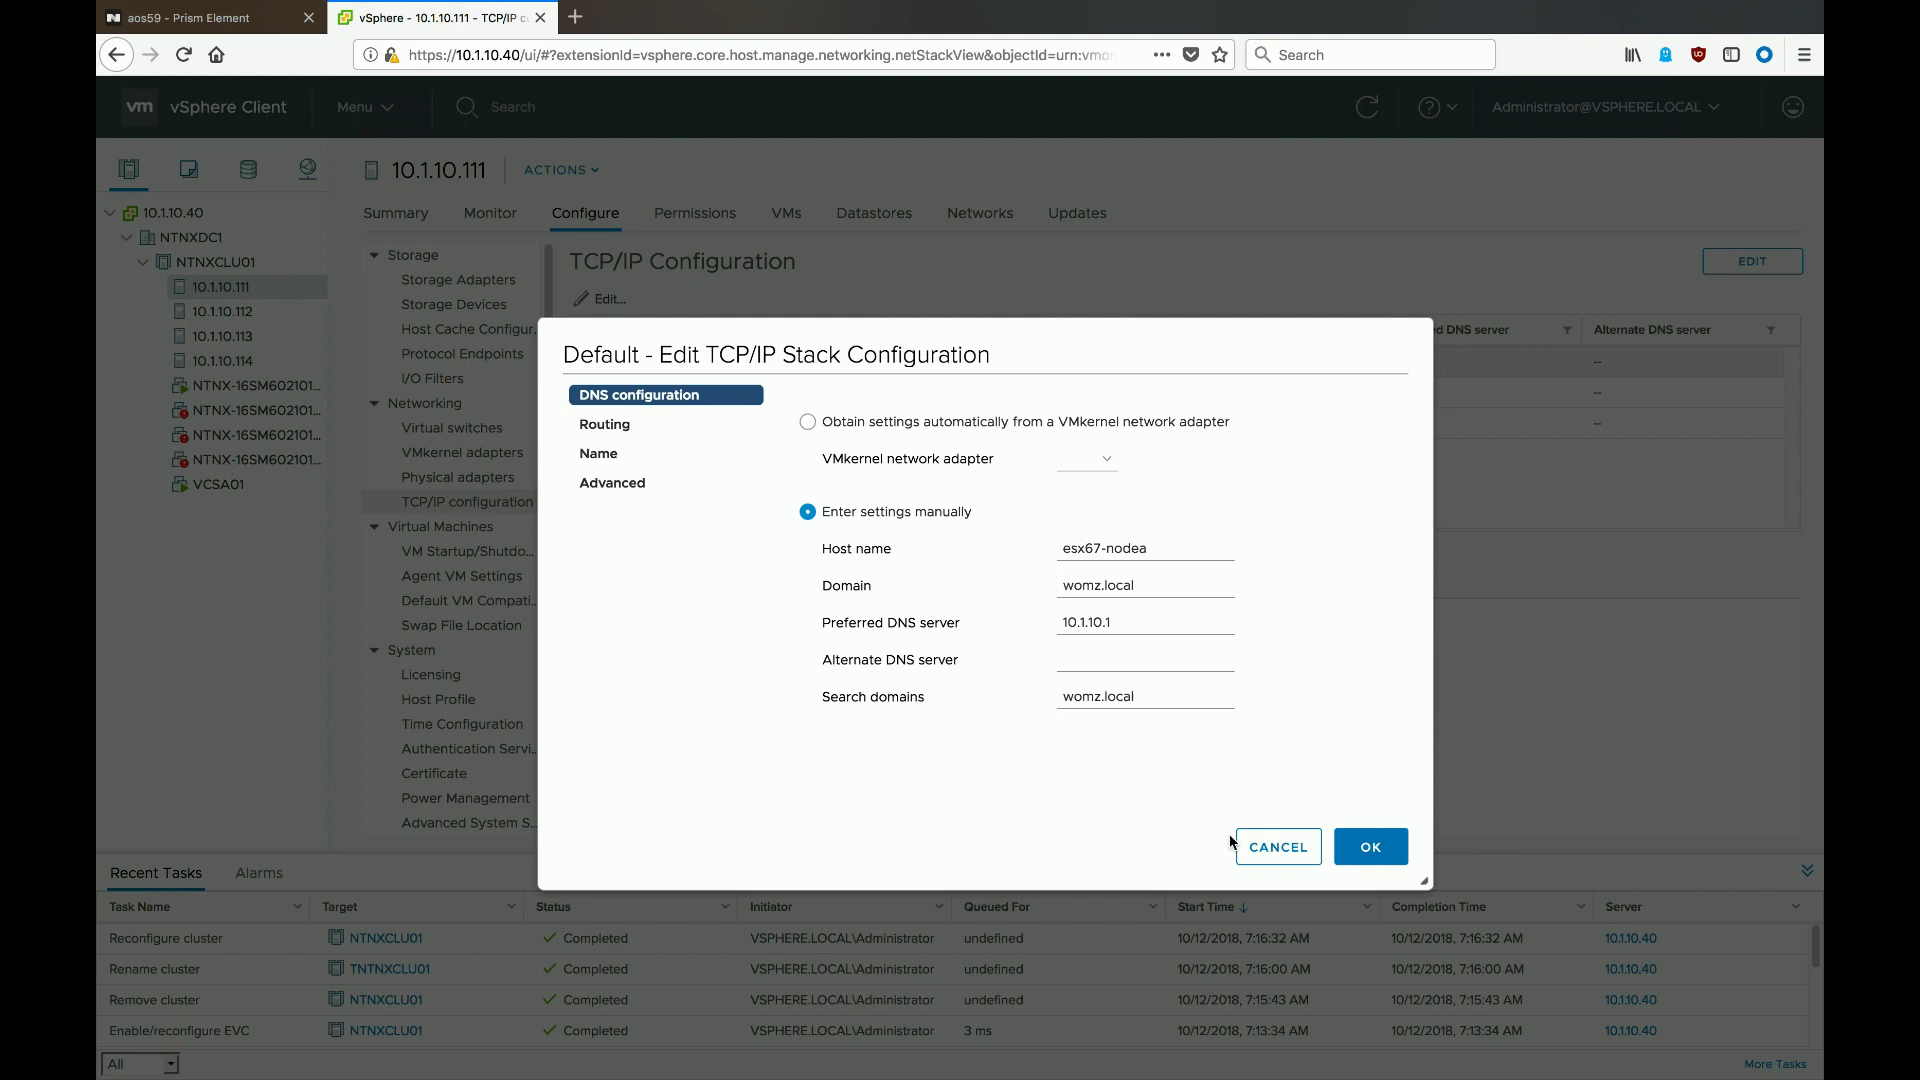 aos59 - Prism Element
vSphere - 10.1.10.111 - TCP/IP c
https://10.1.10.40/ui/#?extensionId=vsphere.core.host.manage.networking.netStackView&objectId=urn:vmo
Search
vm vSphere Client
Menu
Search
Administrator@VSPHERE.LOCAL
10.1.10.111
ACTIONS
Summary
Monitor
Configure
Permissions
VMs
Datastores
Networks
Updates
10.1.10.40
NTNXDC1
NTNXCLU01
10.1.10.111
10.1.10.112
10.1.10.113
10.1.10.114
NTNX-16SM602101...
NTNX-16SM602101...
NTNX-16SM602101...
NTNX-16SM602101...
VCSA01
Storage
Storage Adapters
Storage Devices
Host Cache Configur.
Protocol Endpoints
I/O Filters
Networking
Virtual switches
VMkernel adapters
Physical adapters
TCP/IP configuration
Virtual Machines
VM Startup/Shutdo...
Agent VM Settings
Default VM Compati..
Swap File Location
System
Licensing
Host Profile
Time Configuration
Authentication Servi..
Certificate
Power Management
Advanced System S..
TCP/IP Configuration
EDIT
Edit...
ed DNS server
Alternate DNS server
--
--
--
Default - Edit TCP/IP Stack Configuration
DNS configuration
Routing
Name
Advanced
Obtain settings automatically from a VMkernel network adapter
VMkernel network adapter
Enter settings manually
Host name esx67-nodea
Domain womz.local
Preferred DNS server 10.1.10.1
Alternate DNS server
Search domains womz.local
CANCEL
OK
Recent Tasks
Alarms
Task Name Target Status Initiator Queued For Start Time Completion Time Server
Reconfigure cluster NTNXCLU01 Completed VSPHERE.LOCAL\Administrator undefined 10/12/2018, 7:16:32 AM 10/12/2018, 7:16:32 AM 10.1.10.40
Rename cluster TNTNXCLU01 Completed VSPHERE.LOCAL\Administrator undefined 10/12/2018, 7:16:00 AM 10/12/2018, 7:16:00 AM 10.1.10.40
Remove cluster NTNXCLU01 Completed VSPHERE.LOCAL\Administrator undefined 10/12/2018, 7:15:43 AM 10/12/2018, 7:15:43 AM 10.1.10.40
Enable/reconfigure EVC NTNXCLU01 Completed VSPHERE.LOCAL\Administrator 3 ms 10/12/2018, 7:13:34 AM 10/12/2018, 7:13:34 AM 10.1.10.40
All
More Tasks